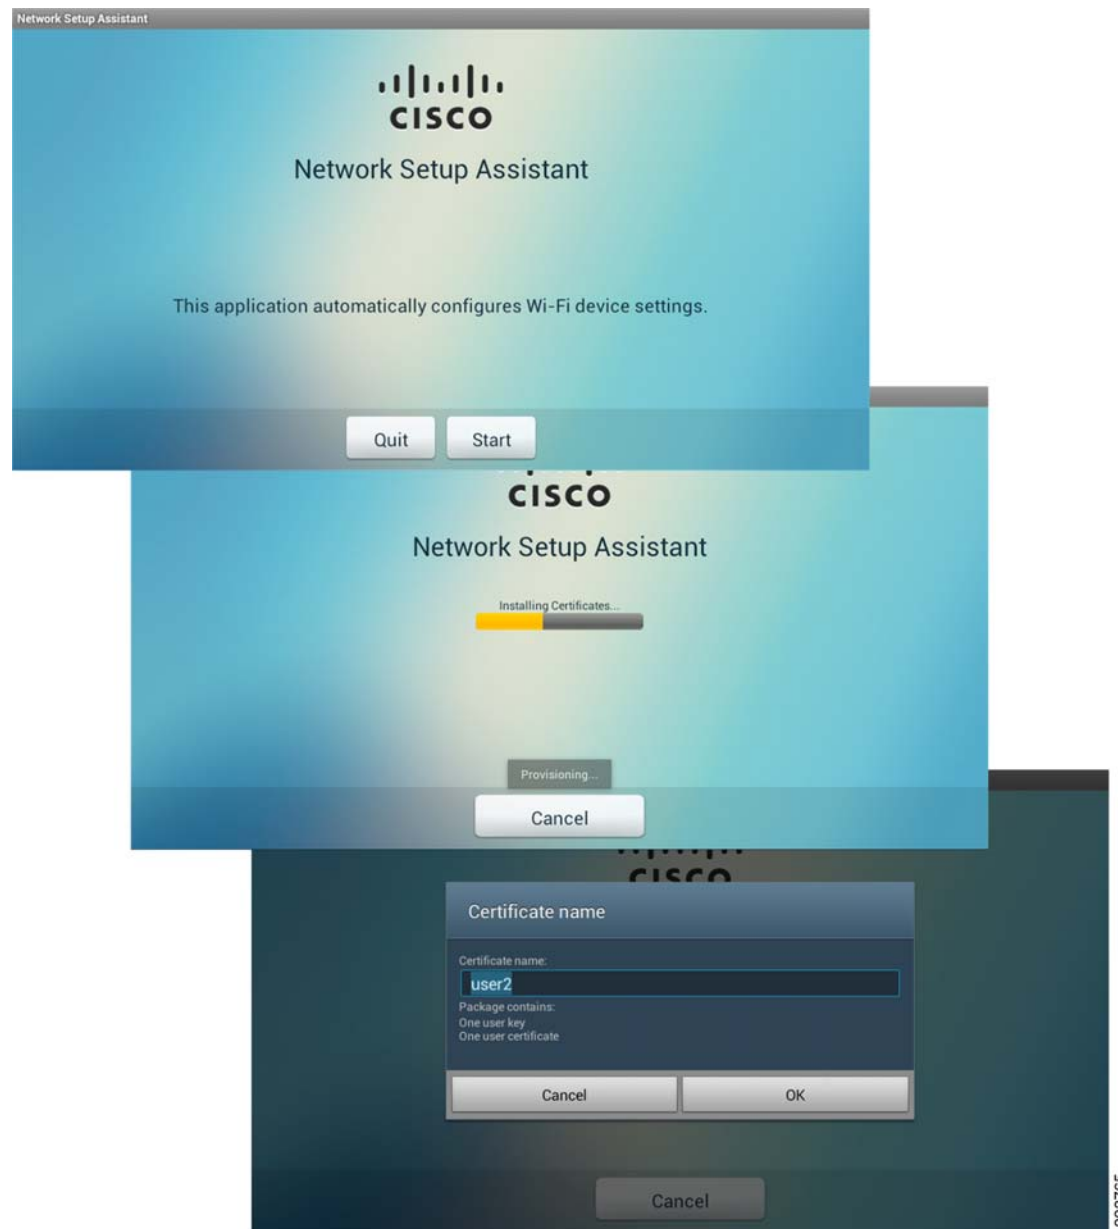 Network Setup Assistant
CISCO
Network Setup Assistant
This application automatically configures Wi-Fi device settings.
Quit Start
CISCO
Network Setup Assistant
Installing Certificates...
Provisioning...
Cancel
CISCO
Certificate name
Certificate name:
user2
Package contains:
One user key
One user certificate
Cancel OK
Cancel